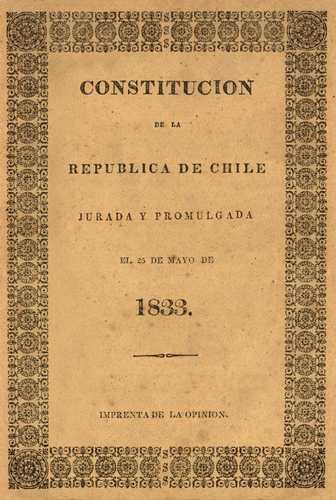 CONSTITUCION
DE LA
REPUBLICA DE CHILE
JURADA Y PROMULGADA
EL 25 DE MAYO DE
1833.
IMPRENTA DE LA OPINION.